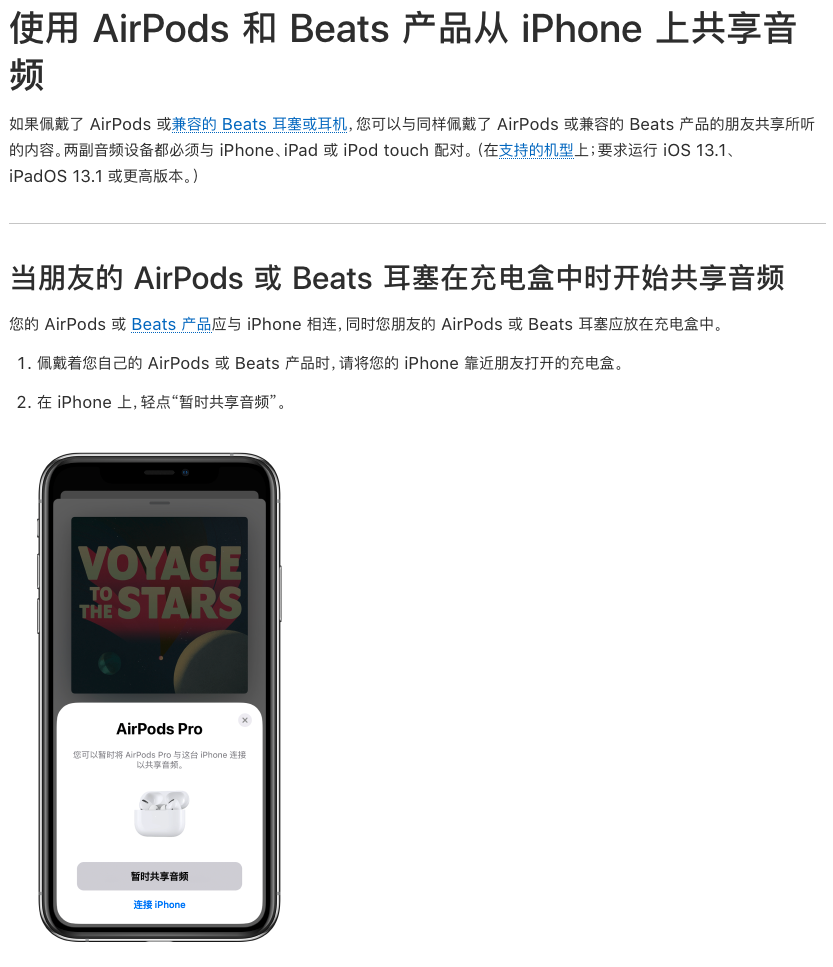 使用 AirPods 和 Beats 产品从 iPhone 上共享音
频
如果佩戴了 AirPods 或兼容的 Beats 耳塞或耳机，您可以与同样佩戴了 AirPods 或兼容的 Beats 产品的朋友共享所听
的内容。两副音频设备都必须与 iPhone、iPad 或 iPod touch 配对。（在支持的机型上；要求运行 iOS 13.1、
iPadOS 13.1 或更高版本。）
当朋友的 AirPods 或 Beats 耳塞在充电盒中时开始共享音频
您的 AirPods 或 Beats 产品应与 iPhone 相连，同时您朋友的 AirPods 或 Beats 耳塞应放在充电盒中。
1. 佩戴着您自己的 AirPods 或 Beats 产品时，请将您的 iPhone 靠近朋友打开的充电盒。
2. 在 iPhone 上，轻点“暂时共享音频”。
VOYAGE
TO
THE STARS
AirPods Pro
您可以暂时将 AirPods Pro 与这台 iPhone 连接
以共享音频。
暂时共享音频
连接 iPhone